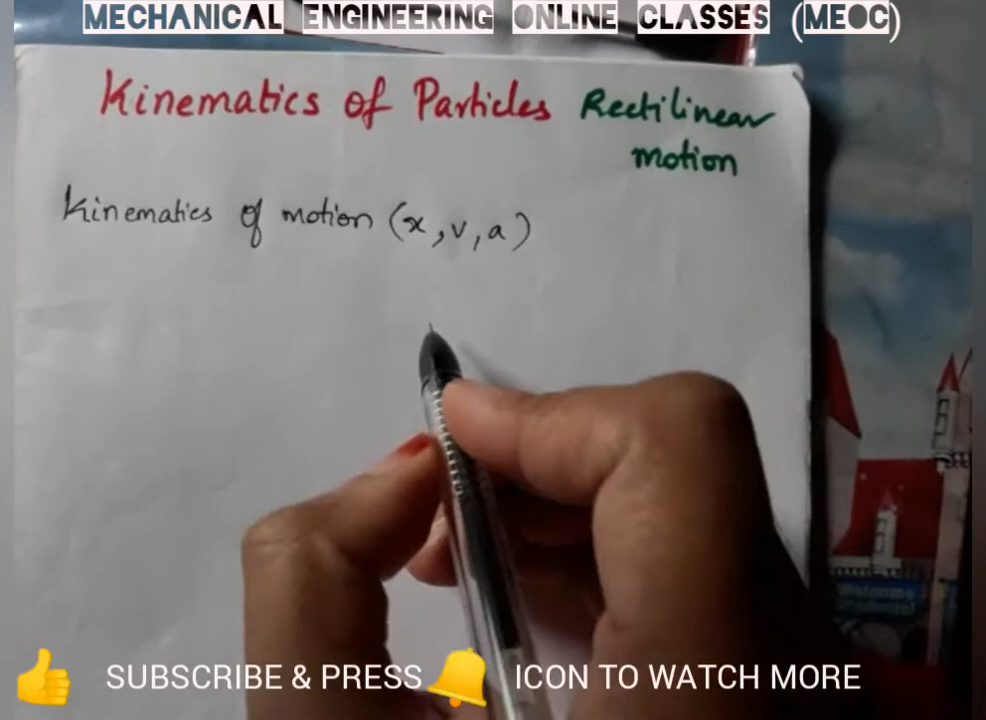 MECHANICAL ENGINEERING ONLINE CLASSES (MEOC)
Kinematics of Particles Rectilinear
motion
Kinematics of motion (x, v, a)
SUBSCRIBE & PRESS ICON TO WATCH MORE